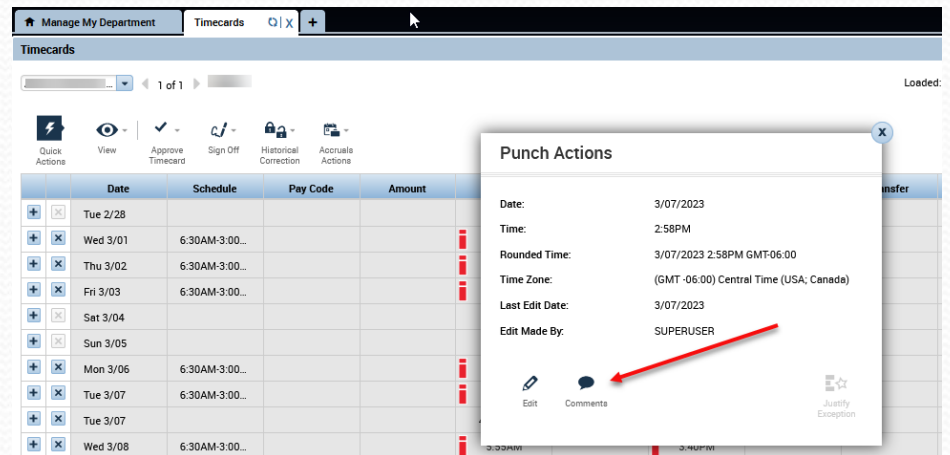 Manage My Department Timecards X +
Timecards
1 of 1 Loaded:
Quick Actions View Approve Timecard Sign Off Historical Correction Accruals Actions
Date Schedule Pay Code Amount nsfer
Tue 2/28
Wed 3/01 6:30AM-3:00...
Thu 3/02 6:30AM-3:00...
Fri 3/03 6:30AM-3:00...
Sat 3/04
Sun 3/05
Mon 3/06 6:30AM-3:00...
Tue 3/07 6:30AM-3:00...
Tue 3/07
Wed 3/08 6:30AM-3:00... 5:55AM 3:40PM
X
Punch Actions
Date: 3/07/2023
Time: 2:58PM
Rounded Time: 3/07/2023 2:58PM GMT-06:00
Time Zone: (GMT -06:00) Central Time (USA; Canada)
Last Edit Date: 3/07/2023
Edit Made By: SUPERUSER
Edit Comments Justify Exception